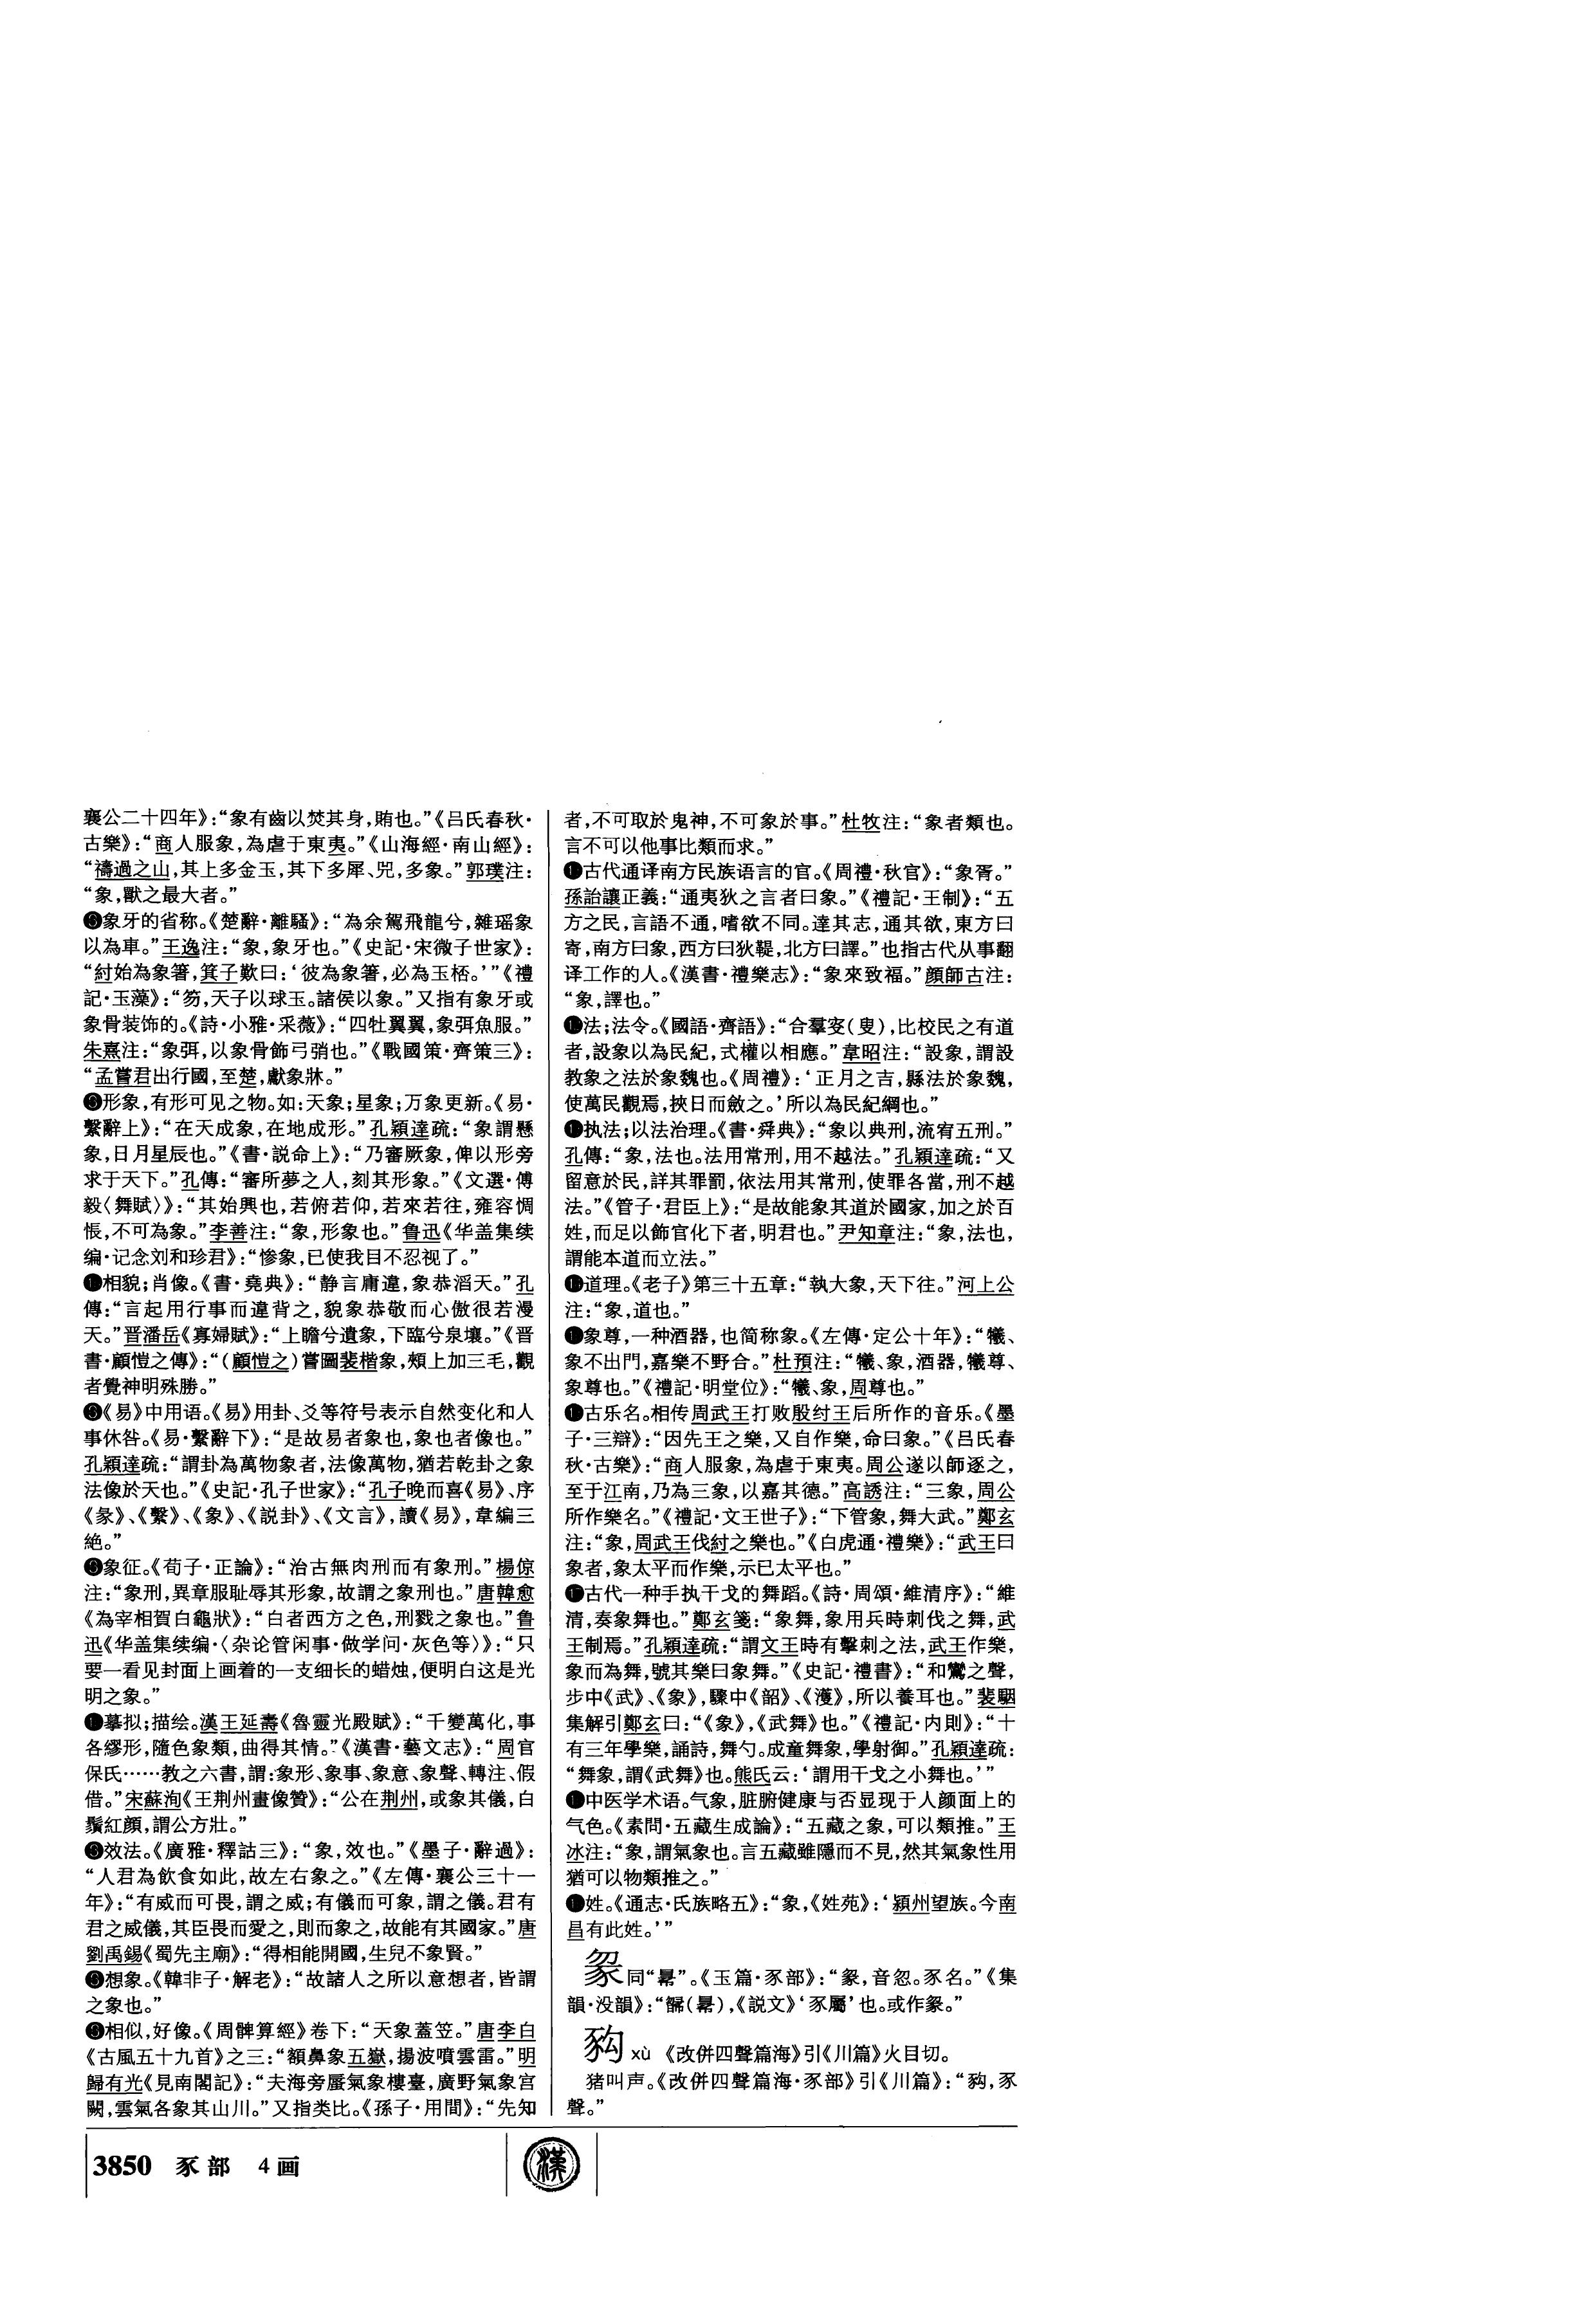 襄公二十四年》：“象有齒以焚其身，賄也。”《吕氏春秋·
古樂》：“商人服象，為虐于東夷。”《山海經·南山經》：
“禱過之山，其上多金玉，其下多犀、兕，多象。”郭璞注：
“象，獸之最大者。”
象牙的省称。《楚辭·離騷》：“為余駕飛龍兮，雜瑶象
以為車。”王逸注：“象，象牙也。”《史記·宋微子世家》：
“紂始為象箸，箕子歎曰：‘彼為象箸，必為玉桮。’”《禮
記·玉藻》：“笏，天子以球玉。諸侯以象。”又指有象牙或
象骨装饰的。《詩·小雅·采薇》：“四牡翼翼，象弭魚服。”
朱熹注：“象弭，以象骨飾弓弰也。”《戰國策·齊策三》：
“孟嘗君出行國，至楚，獻象牀。”
形象，有形可见之物。如：天象；星象；万象更新。《易·
繫辭上》：“在天成象，在地成形。”孔穎達疏：“象謂懸
象，日月星辰也。”《書·説命上》：“乃審厥象，俾以形旁
求于天下。”孔傳：“審所夢之人，刻其形象。”《文選·傅
毅〈舞賦〉》：“其始興也，若俯若仰，若來若往，雍容惆
悵，不可為象。”李善注：“象，形象也。”鲁迅《华盖集续
编·记念刘和珍君》：“惨象，已使我目不忍视了。”
相貌；肖像。《書·堯典》：“静言庸違，象恭滔天。”孔
傳：“言起用行事而違背之，貌象恭敬而心傲很若漫
天。”晋潘岳《寡婦賦》：“上瞻兮遺象，下臨兮泉壤。”《晋
書·顧愷之傳》：“（顧愷之）嘗圖裴楷象，頰上加三毛，觀
者覺神明殊勝。”
《易》中用语。《易》用卦、爻等符号表示自然变化和人
事休咎。《易·繫辭下》：“是故易者象也，象也者像也。”
孔穎達疏：“謂卦為萬物象者，法像萬物，猶若乾卦之象
法像於天也。”《史記·孔子世家》：“孔子晚而喜《易》、序
《彖》、《繫》、《象》、《説卦》、《文言》，讀《易》，韋編三
絶。”
象征。《荀子·正論》：“治古無肉刑而有象刑。”楊倞
注：“象刑，異章服耻辱其形象，故謂之象刑也。”唐韓愈
《為宰相賀白龜狀》：“白者西方之色，刑戮之象也。”鲁
迅《华盖集续编·〈杂论管闲事·做学问·灰色等〉》：“只
要一看见封面上画着的一支细长的蜡烛，便明白这是光
明之象。”
摹拟；描绘。漢王延壽《魯靈光殿賦》：“千變萬化，事
各繆形，隨色象類，曲得其情。”《漢書·藝文志》：“周官
保氏……教之六書，謂：象形、象事、象意、象聲、轉注、假
借。”宋蘇洵《王荆州畫像贊》：“公在荆州，或象其儀，白
鬚紅顔，謂公方壯。”
效法。《廣雅·釋詁三》：“象，效也。”《墨子·辭過》：
“人君為飲食如此，故左右象之。”《左傳·襄公三十一
年》：“有威而可畏，謂之威；有儀而可象，謂之儀。君有
君之威儀，其臣畏而愛之，則而象之，故能有其國家。”唐
劉禹錫《蜀先主廟》：“得相能開國，生兒不象賢。”
想象。《韓非子·解老》：“故諸人之所以意想者，皆謂
之象也。”
相似，好像。《周髀算經》卷下：“天象蓋笠。”唐李白
《古風五十九首》之三：“額鼻象五嶽，揚波噴雲雷。”明
歸有光《見南閣記》：“夫海旁蜃氣象樓臺，廣野氣象宫
闕，雲氣各象其山川。”又指类比。《孫子·用間》：“先知
者，不可取於鬼神，不可象於事。”杜牧注：“象者類也。
言不可以他事比類而求。”
古代通译南方民族语言的官。《周禮·秋官》：“象胥。”
孫詒讓正義：“通夷狄之言者曰象。”《禮記·王制》：“五
方之民，言語不通，嗜欲不同。達其志，通其欲，東方曰
寄，南方曰象，西方曰狄鞮，北方曰譯。”也指古代从事翻
译工作的人。《漢書·禮樂志》：“象來致福。”顔師古注：
“象，譯也。”
法；法令。《國語·齊語》：“合羣叜（叟），比校民之有道
者，設象以為民紀，式權以相應。”韋昭注：“設象，謂設
教象之法於象魏也。《周禮》：‘正月之吉，縣法於象魏，
使萬民觀焉，挾日而斂之。’所以為民紀綱也。”
执法；以法治理。《書·舜典》：“象以典刑，流宥五刑。”
孔傳：“象，法也。法用常刑，用不越法。”孔穎達疏：“又
留意於民，詳其罪罰，依法用其常刑，使罪各當，刑不越
法。”《管子·君臣上》：“是故能象其道於國家，加之於百
姓，而足以飾官化下者，明君也。”尹知章注：“象，法也，
謂能本道而立法。”
道理。《老子》第三十五章：“執大象，天下往。”河上公
注：“象，道也。”
象尊，一种酒器，也简称象。《左傳·定公十年》：“犧、
象不出門，嘉樂不野合。”杜預注：“犧、象，酒器，犧尊、
象尊也。”《禮記·明堂位》：“犧、象，周尊也。”
古乐名。相传周武王打败殷纣王后所作的音乐。《墨
子·三辯》：“因先王之樂，又自作樂，命曰象。”《吕氏春
秋·古樂》：“商人服象，為虐于東夷。周公遂以師逐之，
至于江南，乃為三象，以嘉其德。”高誘注：“三象，周公
所作樂名。”《禮記·文王世子》：“下管象，舞大武。”鄭玄
注：“象，周武王伐紂之樂也。”《白虎通·禮樂》：“武王曰
象者，象太平而作樂，示已太平也。”
古代一种手执干戈的舞蹈。《詩·周頌·維清序》：“維
清，奏象舞也。”鄭玄箋：“象舞，象用兵時刺伐之舞，武
王制焉。”孔穎達疏：“謂文王時有擊刺之法，武王作樂，
象而為舞，號其樂曰象舞。”《史記·禮書》：“和鸞之聲，
步中《武》、《象》，驟中《韶》、《濩》，所以養耳也。”裴駰
集解引鄭玄曰：“《象》，《武舞》也。”《禮記·内則》：“十
有三年學樂，誦詩，舞勺。成童舞象，學射御。”孔穎達疏：
“舞象，謂《武舞》也。熊氏云：‘謂用干戈之小舞也。’”
中医学术语。气象，脏腑健康与否显现于人颜面上的
气色。《素問·五藏生成論》：“五藏之象，可以類推。”王
冰注：“象，謂氣象也。言五藏雖隱而不見，然其氣象性用
猶可以物類推之。”
姓。《通志·氏族略五》：“象，《姓苑》：‘潁州望族。今南
昌有此姓。’”
同“”。《玉篇·豕部》：“，音忽。豕名。”《集
韻·没韻》：“，《説文》‘豕屬’也。或作。”
xù 《改併四聲篇海》引《川篇》火目切。
猪叫声。《改併四聲篇海·豕部》引《川篇》：“，豕
聲。”
3850 豕部 4画
漢